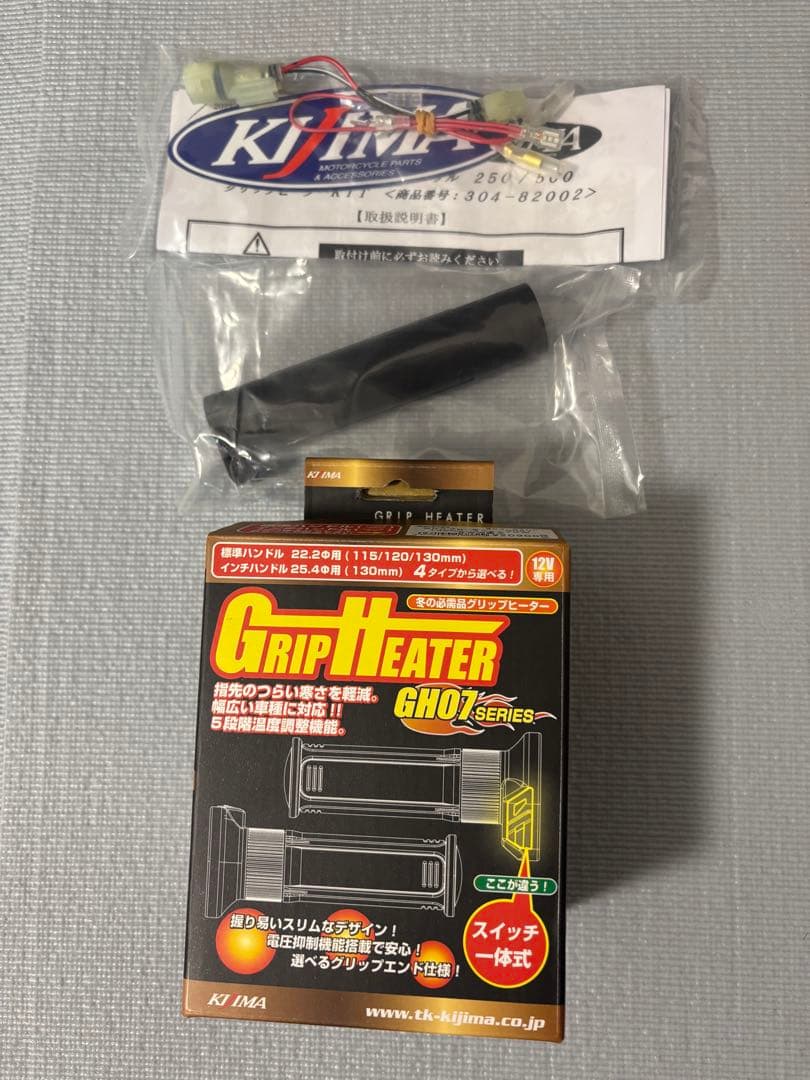 KIJIMA
MOTORCYCLE PARTS
& ACCESSORIES
250/500
KIT <商品番号：304-82002>
【取扱説明書】
取付け前に必ずお読みください
KIJIMA
GRIP HEATER
標準ハンドル 22.2Φ用(115/120/130mm)
インチハンドル25.4Φ用(130mm) 4タイプから選べる！
12V
専用
冬の必需品グリップヒーター
GRIP HEATER
GH07 SERIES
指先のつらい寒さを軽減。
幅広い車種に対応!!
5段階温度調整機能。
ここが違う！
スイッチ
一体式
握り易いスリムなデザイン！
電圧抑制機能搭載で安心！
選べるグリップエンド仕様！
KIJIMA
www.tk-kijima.co.jp